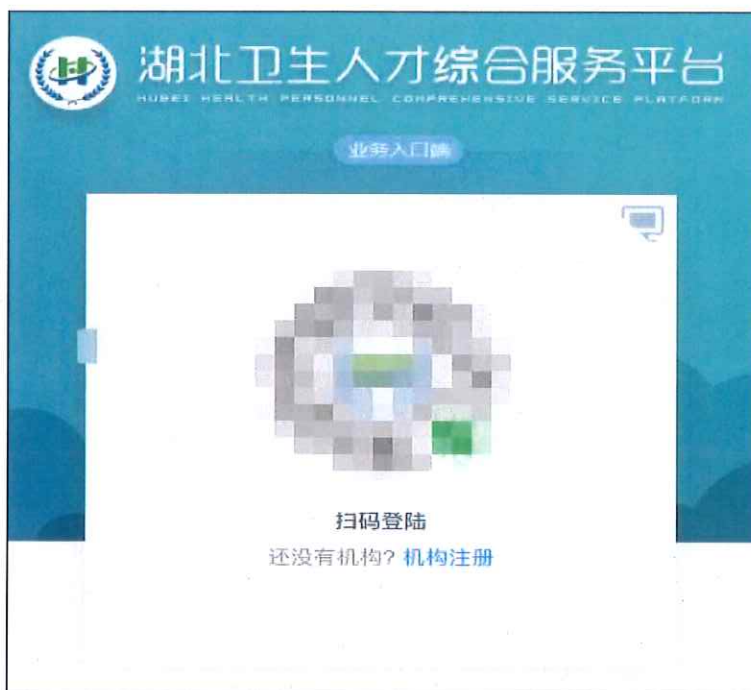 湖北卫生人才综合服务平台
HUBEI HEALTH PERSONNEL COMPREHENSIVE SERVICE PLATFORM
业务入口端
扫码登陆
还没有机构? 机构注册